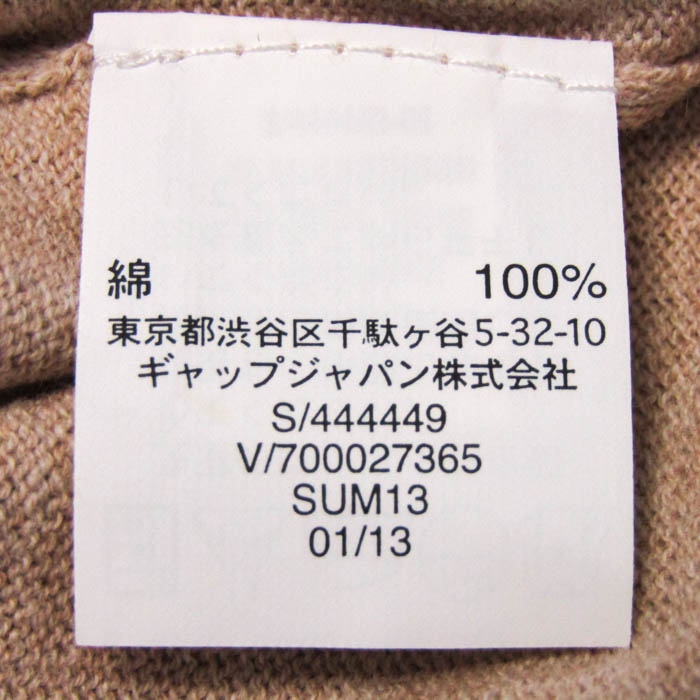 綿 100%
東京都渋谷区千駄ヶ谷5-32-10
ギャップジャパン株式会社
S/444449
V/700027365
SUM13
01/13